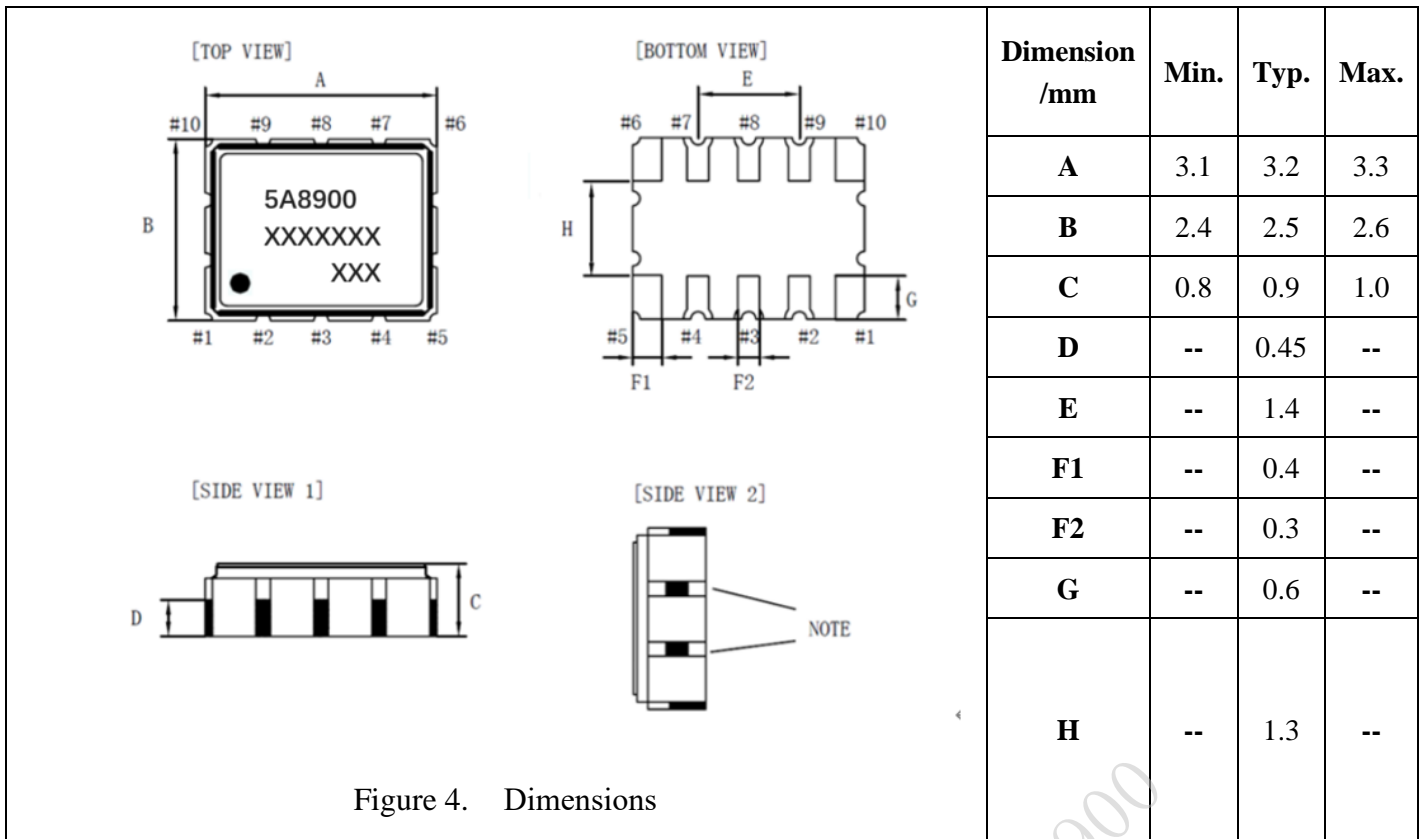 [TOP VIEW]
A
#10 #9 #8 #7 #6
B
5A8900
XXXXXXX
XXX
#1 #2 #3 #4 #5
[BOTTOM VIEW]
E
#6 #7 #8 #9 #10
H
G
#5 #4 #3 #2 #1
F1 F2
[SIDE VIEW 1]
D
C
[SIDE VIEW 2]
NOTE
Figure 4. Dimensions
Dimension /mm Min. Typ. Max.
A 3.1 3.2 3.3
B 2.4 2.5 2.6
C 0.8 0.9 1.0
D -- 0.45 --
E -- 1.4 --
F1 -- 0.4 --
F2 -- 0.3 --
G -- 0.6 --
H -- 1.3 --